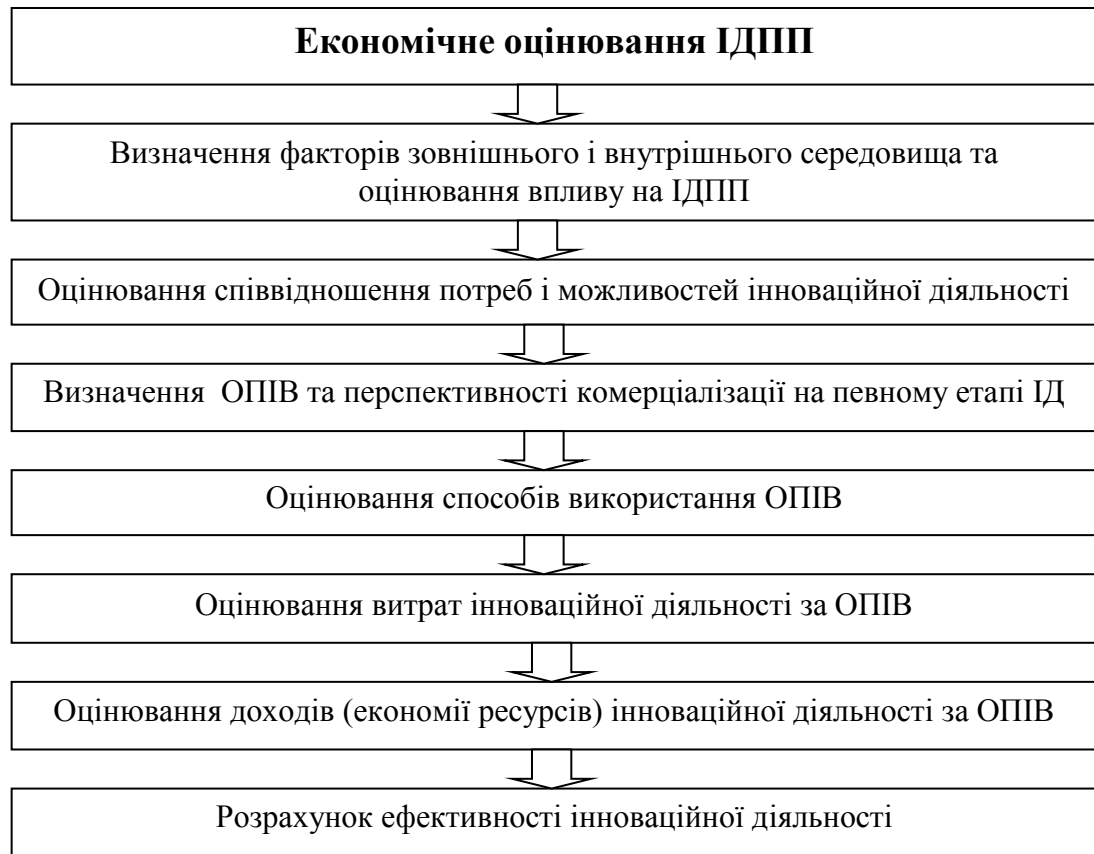 Економічне оцінювання ІДПП
Визначення факторів зовнішнього і внутрішнього середовища та
оцінювання впливу на ІДПП
Оцінювання співвідношення потреб і можливостей інноваційної діяльності
Визначення ОПІВ та перспективності комерціалізації на певному етапі ІД
Оцінювання способів використання ОПІВ
Оцінювання витрат інноваційної діяльності за ОПІВ
Оцінювання доходів (економії ресурсів) інноваційної діяльності за ОПІВ
Розрахунок ефективності інноваційної діяльності